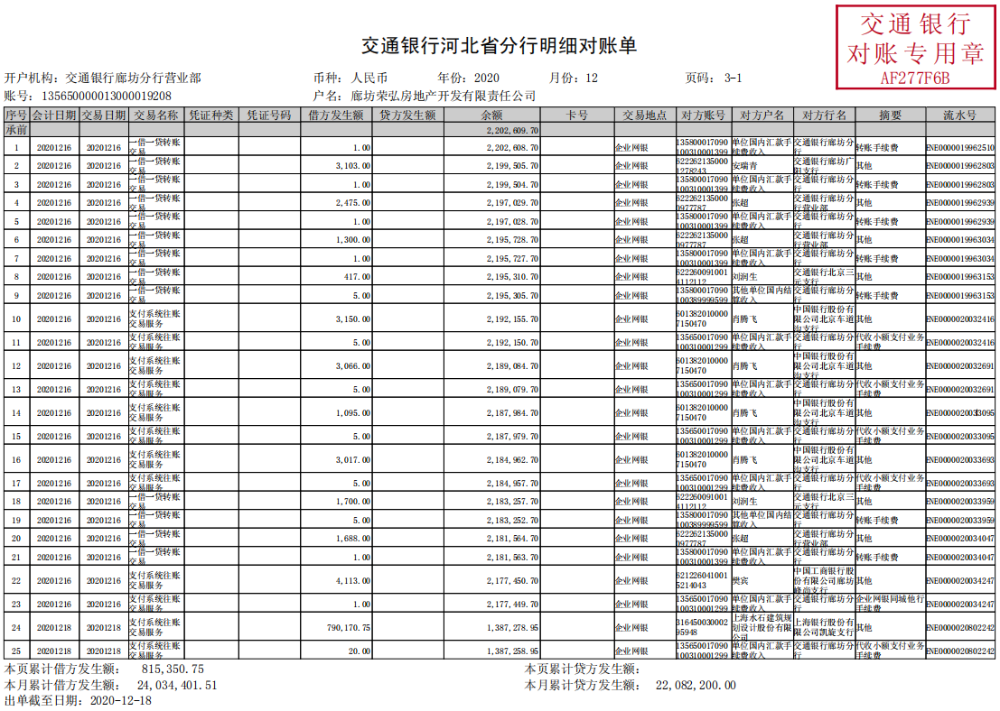 交通银行
对账专用章
AF277F6B
交通银行河北省分行明细对账单
开户机构：交通银行廊坊分行营业部 币种：人民币 年份：2020 月份：12 页码：3-1
账号：135650000013000019208 户名：廊坊荣弘房地产开发有限责任公司
序号 会计日期 交易日期 交易名称 凭证种类 凭证号码 借方发生额 贷方发生额 余额 卡号 交易地点 对方账号 对方户名 对方行名 摘要 流水号
承前 2,202,609.70
1 20201216 20201216 一借一贷转账交易 1.00 2,202,608.70 企业网银 135800017090100310001399 单位国内汇款手续费收入 交通银行廊坊分行 转账手续费 ENE0000019962510
2 20201216 20201216 一借一贷转账交易 3,103.00 2,199,505.70 企业网银 6222621350001278243 安瑞青 交通银行廊坊广阳支行 其他 ENE0000019962803
3 20201216 20201216 一借一贷转账交易 1.00 2,199,504.70 企业网银 135800017090100310001399 单位国内汇款手续费收入 交通银行廊坊分行 转账手续费 ENE0000019962803
4 20201216 20201216 一借一贷转账交易 2,475.00 2,197,029.70 企业网银 6222621350000977787 张超 交通银行廊坊分行营业部 其他 ENE0000019962939
5 20201216 20201216 一借一贷转账交易 1.00 2,197,028.70 企业网银 135800017090100310001399 单位国内汇款手续费收入 交通银行廊坊分行 转账手续费 ENE0000019962939
6 20201216 20201216 一借一贷转账交易 1,300.00 2,195,728.70 企业网银 6222621350000977787 张超 交通银行廊坊分行营业部 其他 ENE0000019963034
7 20201216 20201216 一借一贷转账交易 1.00 2,195,727.70 企业网银 135800017090100310001399 单位国内汇款手续费收入 交通银行廊坊分行 转账手续费 ENE0000019963034
8 20201216 20201216 一借一贷转账交易 417.00 2,195,310.70 企业网银 6222600910014112112 刘润生 交通银行北京三元支行 其他 ENE0000019963153
9 20201216 20201216 一借一贷转账交易 5.00 2,195,305.70 企业网银 135800017090100389999599 其他单位国内结算收入 交通银行廊坊分行 转账手续费 ENE0000019963153
10 20201216 20201216 支付系统往账交易服务 3,150.00 2,192,155.70 企业网银 6013820100007150470 肖腾飞 中国银行股份有限公司北京车道沟支行 其他 ENE0000020032416
11 20201216 20201216 支付系统往账交易服务 5.00 2,192,150.70 企业网银 135650017090100310001299 单位国内汇款手续费收入 交通银行廊坊分行 代收小额支付业务手续费 ENE0000020032416
12 20201216 20201216 支付系统往账交易服务 3,066.00 2,189,084.70 企业网银 6013820100007150470 肖腾飞 中国银行股份有限公司北京车道沟支行 其他 ENE0000020032691
13 20201216 20201216 支付系统往账交易服务 5.00 2,189,079.70 企业网银 135650017090100310001299 单位国内汇款手续费收入 交通银行廊坊分行 代收小额支付业务手续费 ENE0000020032691
14 20201216 20201216 支付系统往账交易服务 1,095.00 2,187,984.70 企业网银 6013820100007150470 肖腾飞 中国银行股份有限公司北京车道沟支行 其他 ENE0000020033095
15 20201216 20201216 支付系统往账交易服务 5.00 2,187,979.70 企业网银 135650017090100310001299 单位国内汇款手续费收入 交通银行廊坊分行 代收小额支付业务手续费 ENE0000020033095
16 20201216 20201216 支付系统往账交易服务 3,017.00 2,184,962.70 企业网银 6013820100007150470 肖腾飞 中国银行股份有限公司北京车道沟支行 其他 ENE0000020033693
17 20201216 20201216 支付系统往账交易服务 5.00 2,184,957.70 企业网银 135650017090100310001299 单位国内汇款手续费收入 交通银行廊坊分行 代收小额支付业务手续费 ENE0000020033693
18 20201216 20201216 一借一贷转账交易 1,700.00 2,183,257.70 企业网银 6222600910014112112 刘润生 交通银行北京三元支行 其他 ENE0000020033959
19 20201216 20201216 一借一贷转账交易 5.00 2,183,252.70 企业网银 135800017090100389999599 其他单位国内结算收入 交通银行廊坊分行 转账手续费 ENE0000020033959
20 20201216 20201216 一借一贷转账交易 1,688.00 2,181,564.70 企业网银 6222621350000977787 张超 交通银行廊坊分行营业部 其他 ENE0000020034047
21 20201216 20201216 一借一贷转账交易 1.00 2,181,563.70 企业网银 135800017090100310001399 单位国内汇款手续费收入 交通银行廊坊分行 转账手续费 ENE0000020034047
22 20201216 20201216 支付系统往账交易服务 4,113.00 2,177,450.70 企业网银 6212260410015214043 樊宾 中国工商银行股份有限公司廊坊峰尚支行 其他 ENE0000020034247
23 20201216 20201216 支付系统往账交易服务 1.00 2,177,449.70 企业网银 135650017090100310001299 单位国内汇款手续费收入 交通银行廊坊分行 企业网银同城他行手续费 ENE0000020034247
24 20201218 20201218 支付系统往账交易服务 790,170.75 1,387,278.95 企业网银 31645003000295948 上海水石建筑规划设计股份有限公司 上海银行股份有限公司凯旋支行 其他 ENE0000020802242
25 20201218 20201218 支付系统往账交易服务 20.00 1,387,258.95 企业网银 135650017090100310001299 单位国内汇款手续费收入 交通银行廊坊分行 代收小额支付业务手续费 ENE0000020802242
本页累计借方发生额： 815,350.75 本页累计贷方发生额：
本月累计借方发生额： 24,034,401.51 本月累计贷方发生额： 22,082,200.00
出单截至日期：2020-12-18